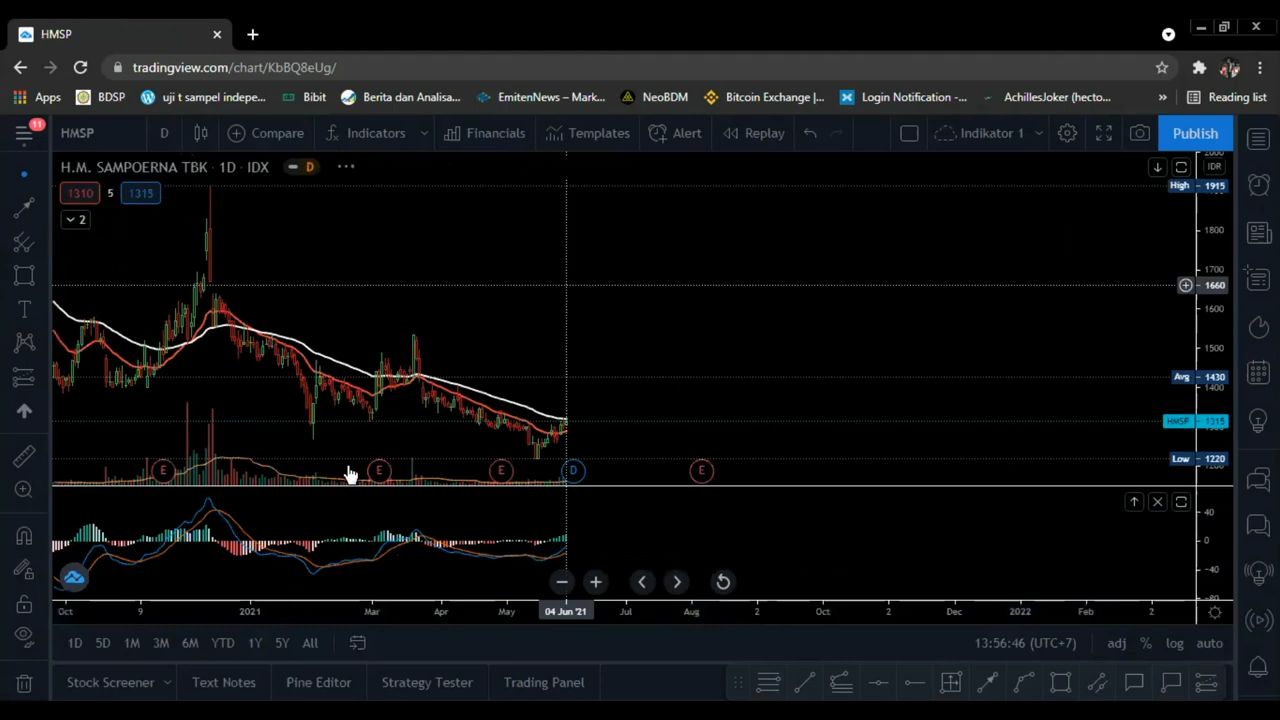 HMSP
tradingview.com/chart/KbBQ8eUg/
Apps BDSP uji t sampel indepe... Bibit Berita dan Analisa... EmitenNews – Mark... NeoBDM Bitcoin Exchange |... Login Notification -... AchillesJoker (hecto... » Reading list
11
HMSP D Compare Indicators Financials Templates Alert Replay Indikator 1 Publish
H.M. SAMPOERNA TBK · 1D · IDX D ...
IDR
High 1915
1310 5 1315
2
1800
1700
1660
1600
1500
Avg 1430
1400
HMSP 1315
Low 1220
E E E D E
40
0
−40
−80
Oct 9 2021 Mar Apr May 04 Jun '21 Jul Aug 2 Oct 2 Dec 2022 Feb 2
1D 5D 1M 3M 6M YTD 1Y 5Y All 13:56:46 (UTC+7) adj % log auto
Stock Screener Text Notes Pine Editor Strategy Tester Trading Panel